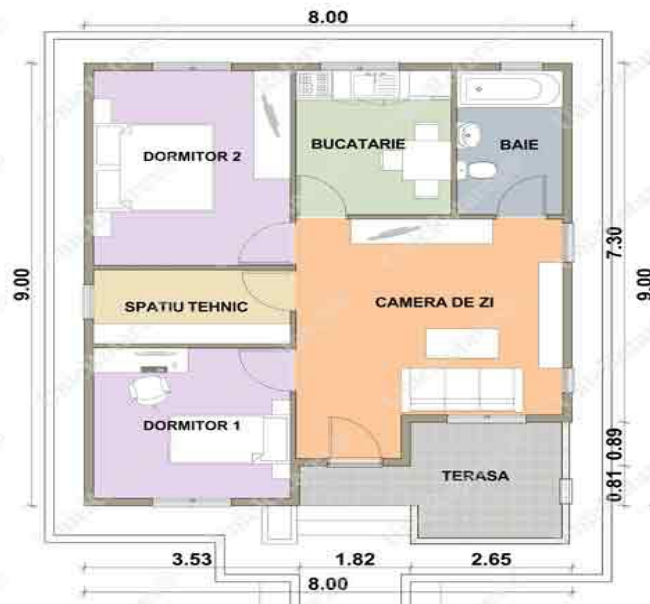 8.00
DORMITOR 2
BUCATARIE
BAIE
9.00
7.30
9.00
SPATIU TEHNIC
CAMERA DE ZI
DORMITOR 1
TERASA
0.89
0.81
3.53
1.82
2.65
8.00